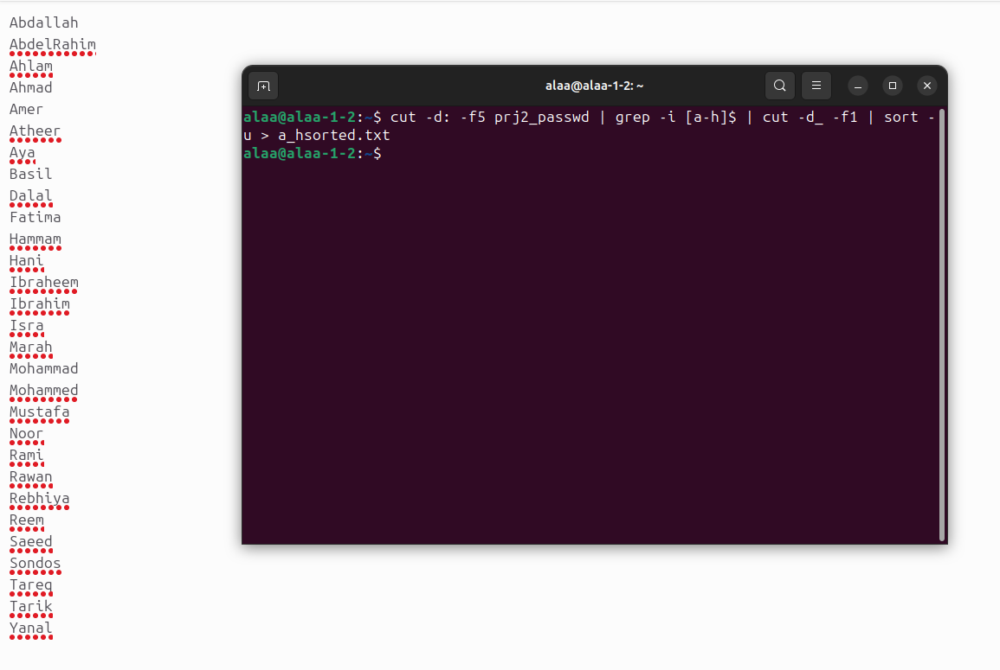 Abdallah
AbdelRahim
Ahlam
Ahmad
Amer
Atheer
Aya
Basil
Dalal
Fatima
Hammam
Hani
Ibraheem
Ibrahim
Isra
Marah
Mohammad
Mohammed
Mustafa
Noor
Rami
Rawan
Rebhiya
Reem
Saeed
Sondos
Tareq
Tarik
Yanal
alaa@alaa-1-2: ~
alaa@alaa-1-2:~$ cut -d: -f5 prj2_passwd | grep -i [a-h]$ | cut -d_ -f1 | sort -
u > a_hsorted.txt
alaa@alaa-1-2:~$